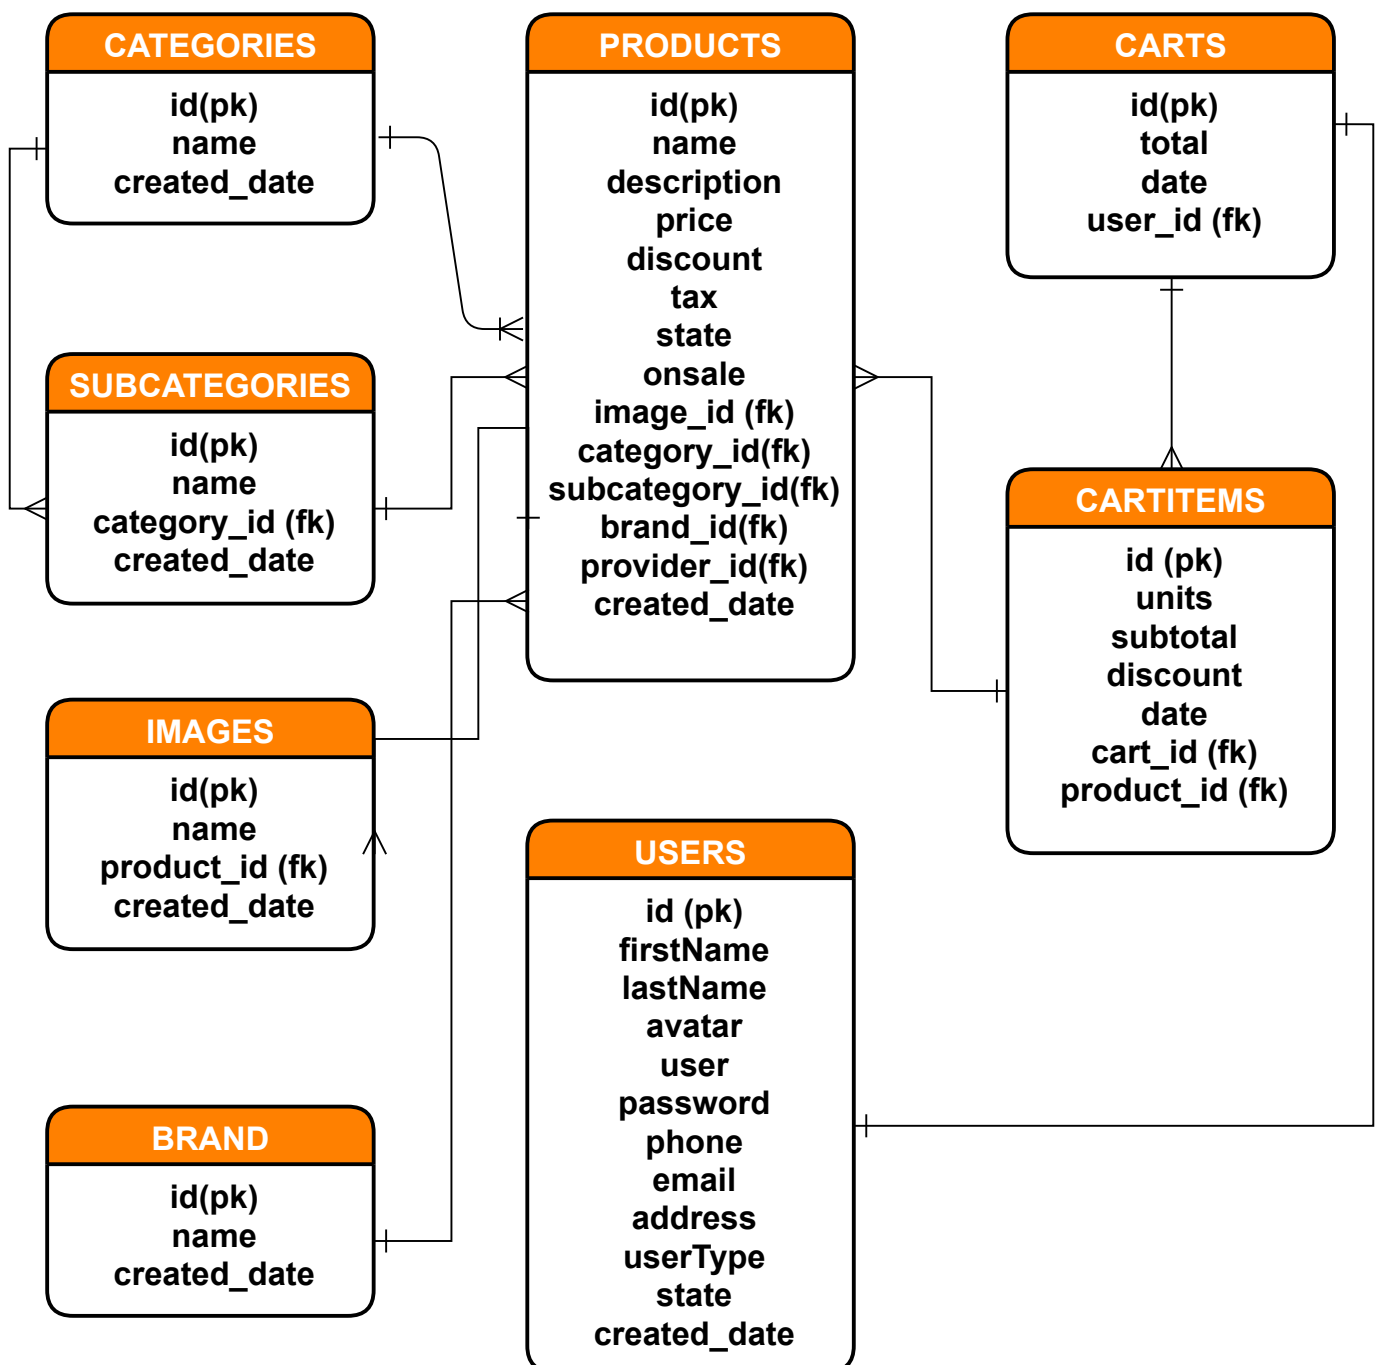 CATEGORIES
id(pk)
name
created_date
PRODUCTS
id(pk)
name
description
price
discount
tax
state
onsale
image_id (fk)
category_id(fk)
subcategory_id(fk)
brand_id(fk)
provider_id(fk)
created_date
CARTS
id(pk)
total
date
user_id (fk)
SUBCATEGORIES
id(pk)
name
category_id (fk)
created_date
CARTITEMS
id (pk)
units
subtotal
discount
date
cart_id (fk)
product_id (fk)
IMAGES
id(pk)
name
product_id (fk)
created_date
USERS
id (pk)
firstName
lastName
avatar
user
password
phone
email
address
userType
state
created_date
BRAND
id(pk)
name
created_date